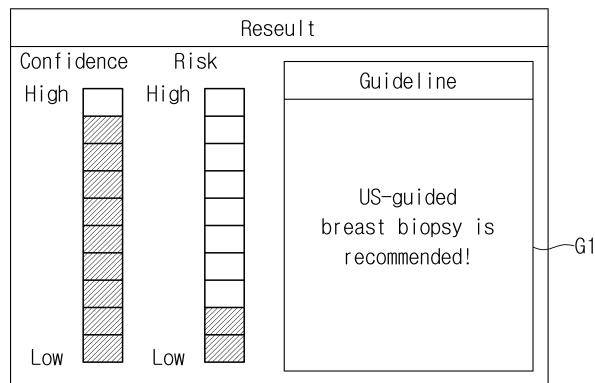 Reseult
Confidence
Risk
High
High
Low
Low
Guideline
US-guided
breast biopsy is
recommended!
G1